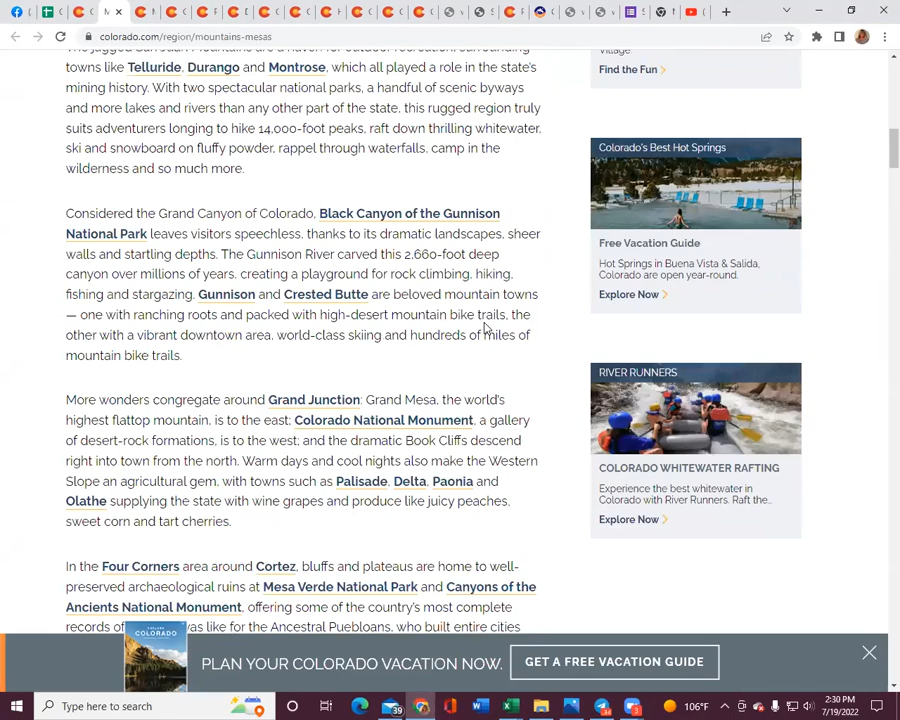 colorado.com/region/mountains-mesas
towns like Telluride, Durango and Montrose, which all played a role in the state's
mining history. With two spectacular national parks, a handful of scenic byways
and more lakes and rivers than any other part of the state, this rugged region truly
suits adventurers longing to hike 14,000-foot peaks, raft down thrilling whitewater,
ski and snowboard on fluffy powder, rappel through waterfalls, camp in the
wilderness and so much more.
Considered the Grand Canyon of Colorado, Black Canyon of the Gunnison
National Park leaves visitors speechless, thanks to its dramatic landscapes, sheer
walls and startling depths. The Gunnison River carved this 2,660-foot deep
canyon over millions of years, creating a playground for rock climbing, hiking,
fishing and stargazing. Gunnison and Crested Butte are beloved mountain towns
— one with ranching roots and packed with high-desert mountain bike trails, the
other with a vibrant downtown area, world-class skiing and hundreds of miles of
mountain bike trails.
More wonders congregate around Grand Junction: Grand Mesa, the world's
highest flattop mountain, is to the east; Colorado National Monument, a gallery
of desert-rock formations, is to the west; and the dramatic Book Cliffs descend
right into town from the north. Warm days and cool nights also make the Western
Slope an agricultural gem, with towns such as Palisade, Delta, Paonia and
Olathe supplying the state with wine grapes and produce like juicy peaches,
sweet corn and tart cherries.
In the Four Corners area around Cortez, bluffs and plateaus are home to well-
preserved archaeological ruins at Mesa Verde National Park and Canyons of the
Ancients National Monument, offering some of the country's most complete
records of was like for the Ancestral Puebloans, who built entire cities
Village.
Find the Fun
Colorado's Best Hot Springs
Free Vacation Guide
Hot Springs in Buena Vista & Salida,
Colorado are open year-round.
Explore Now
RIVER RUNNERS
COLORADO WHITEWATER RAFTING
Experience the best whitewater in
Colorado with River Runners. Raft the...
Explore Now
COLORADO
PLAN YOUR COLORADO VACATION NOW.
GET A FREE VACATION GUIDE
Type here to search
39
106°F
2:30 PM
7/19/2022